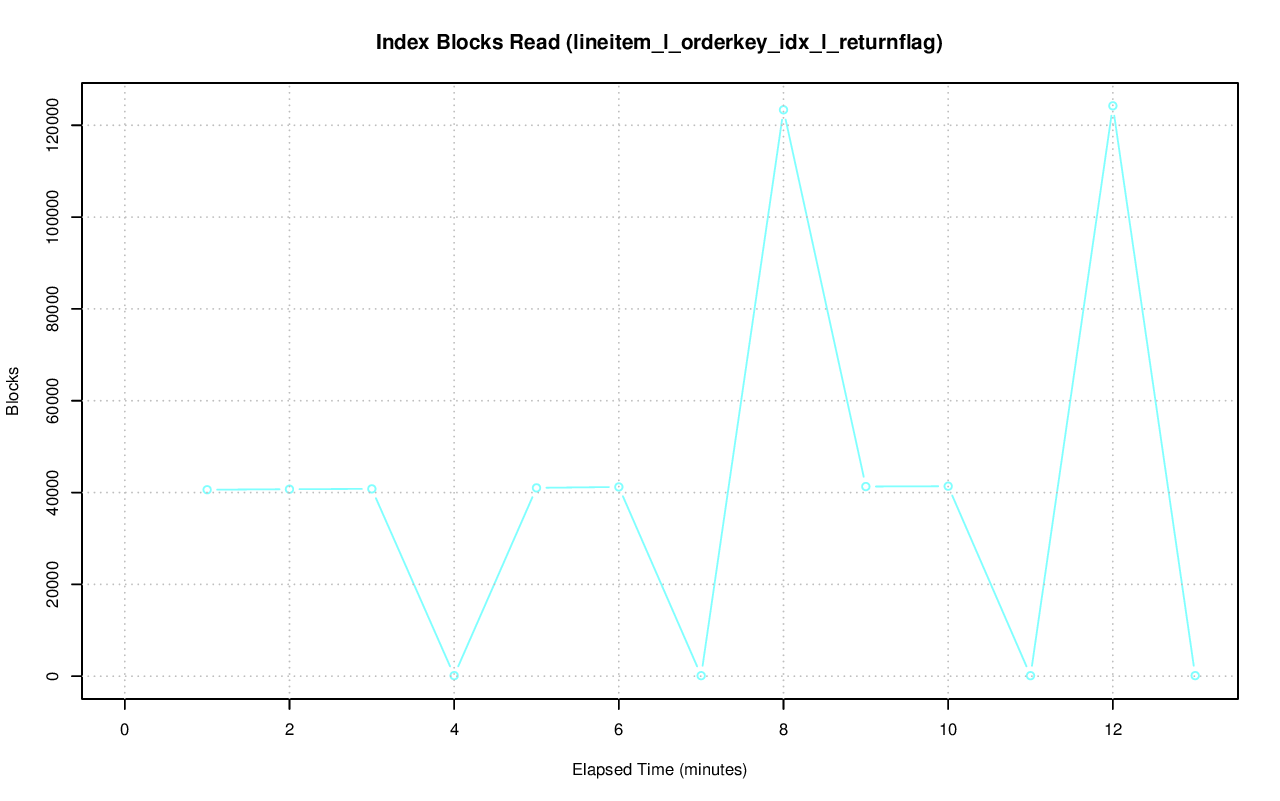 Index Blocks Read (lineitem_l_orderkey_idx_l_returnflag)
120000
100000
80000
60000
40000
20000
0
Blocks
0 2 4 6 8 10 12
Elapsed Time (minutes)